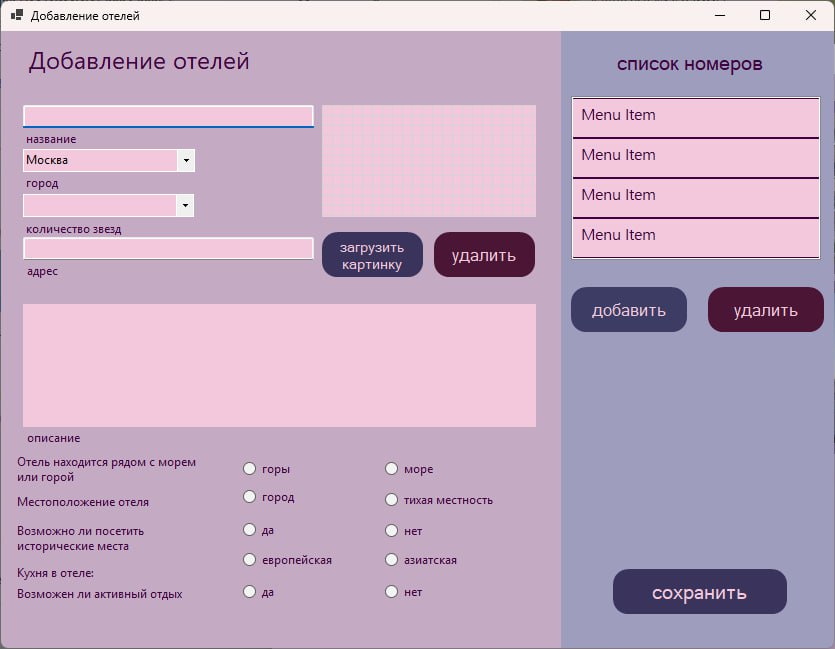 Добавление отелей
Добавление отелей
название
Москва
город
количество звезд
адрес
загрузить
картинку
удалить
описание
Отель находится рядом с морем
или горой
горы
море
Местоположение отеля
город
тихая местность
Возможно ли посетить
исторические места
да
нет
Кухня в отеле:
европейская
азиатская
Возможен ли активный отдых
да
нет
список номеров
Menu Item
Menu Item
Menu Item
Menu Item
добавить
удалить
сохранить